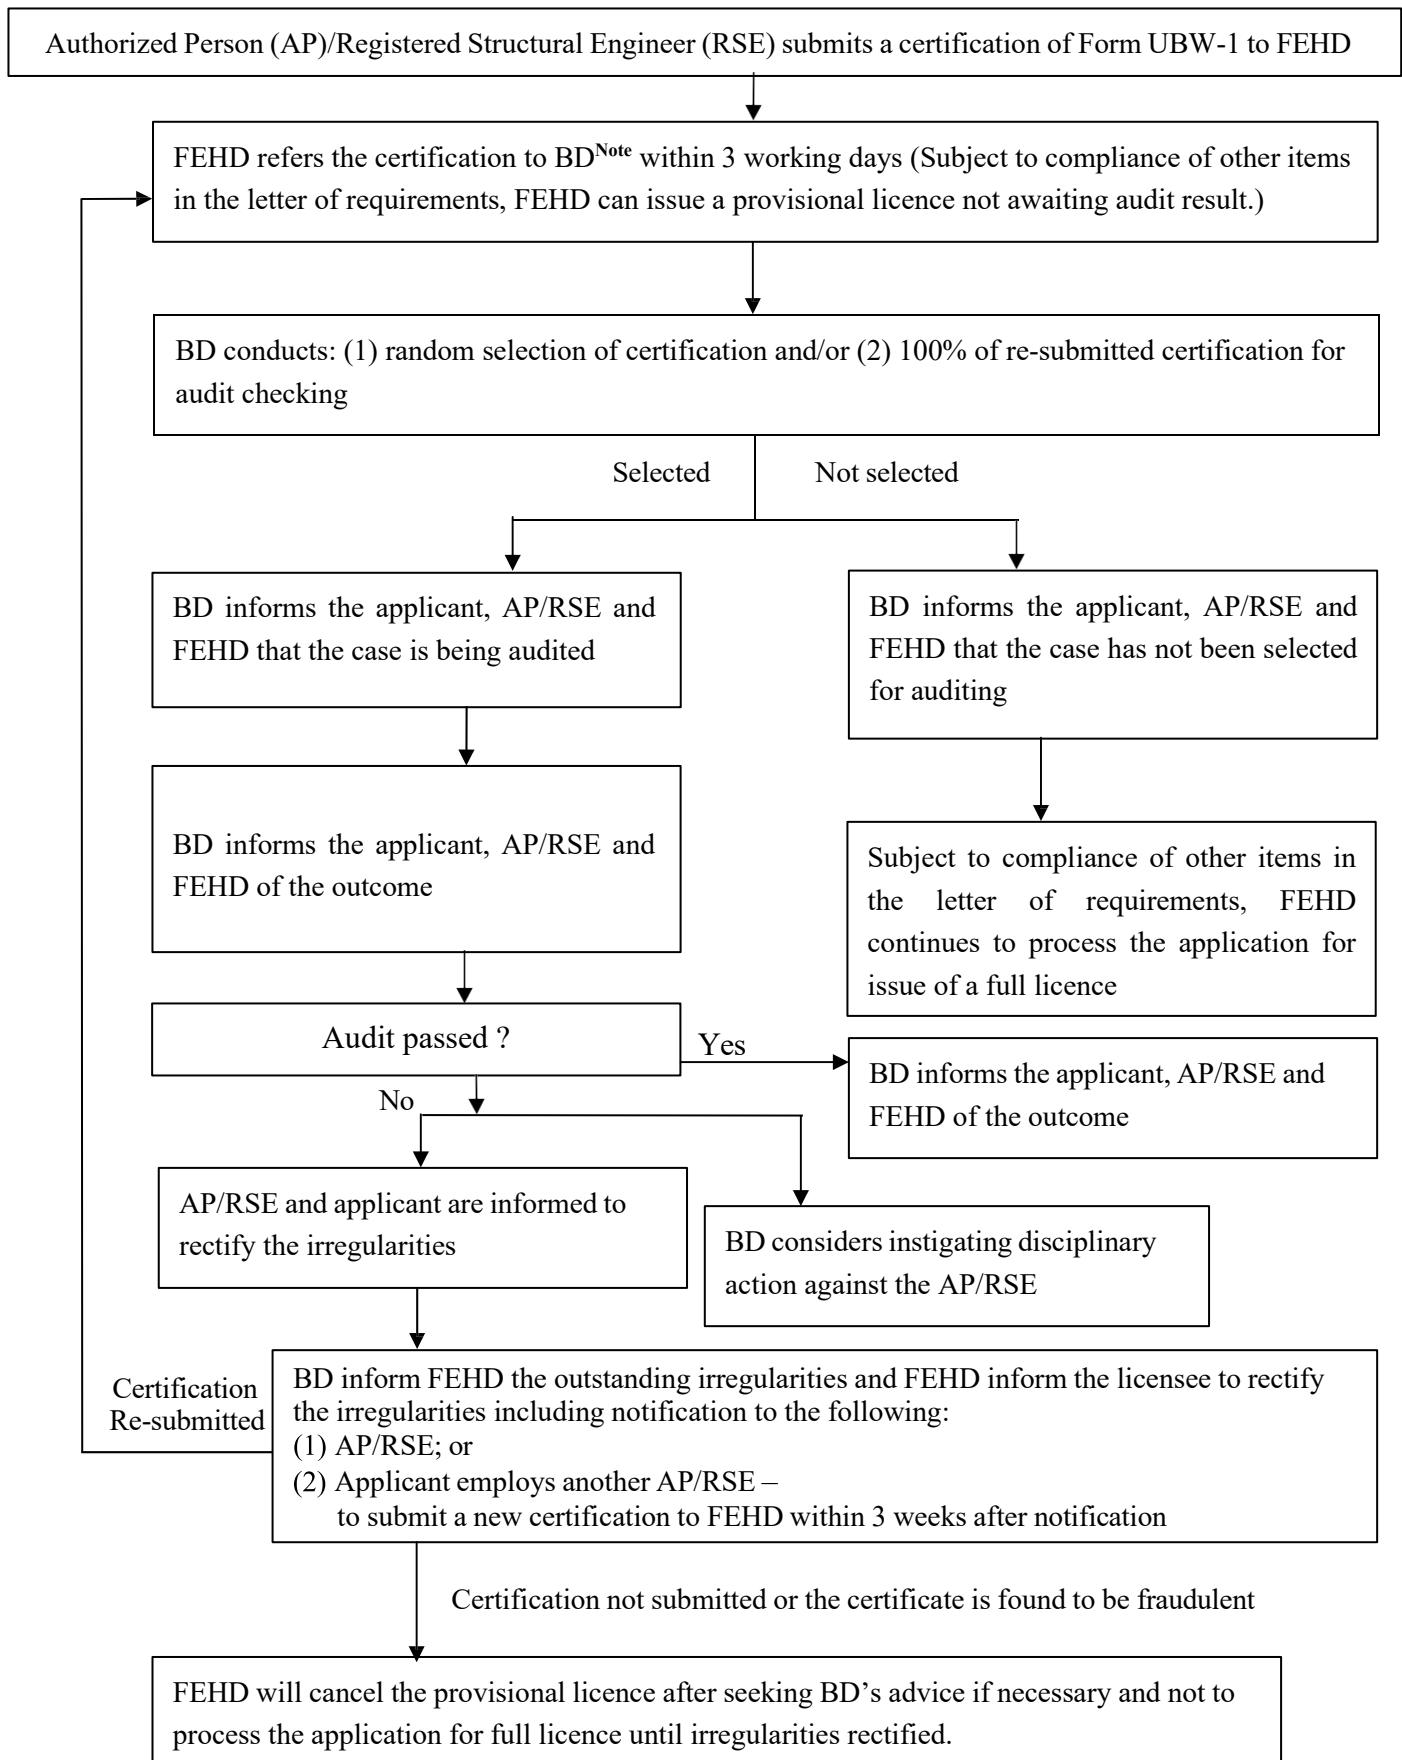 Authorized Person (AP)/Registered Structural Engineer (RSE) submits a certification of Form UBW-1 to FEHD
FEHD refers the certification to BDNote within 3 working days (Subject to compliance of other items
in the letter of requirements, FEHD can issue a provisional licence not awaiting audit result.)
BD conducts: (1) random selection of certification and/or (2) 100% of re-submitted certification for
audit checking
Selected
Not selected
BD informs the applicant, AP/RSE and
FEHD that the case is being audited
BD informs the applicant, AP/RSE and
FEHD that the case has not been selected
for auditing
BD informs the applicant, AP/RSE and
FEHD of the outcome
Subject to compliance of other items in
the letter of requirements, FEHD
continues to process the application for
issue of a full licence
Audit passed ?
Yes
BD informs the applicant, AP/RSE and
FEHD of the outcome
No
AP/RSE and applicant are informed to
rectify the irregularities
BD considers instigating disciplinary
action against the AP/RSE
Certification
Re-submitted
BD inform FEHD the outstanding irregularities and FEHD inform the licensee to rectify
the irregularities including notification to the following:
(1) AP/RSE; or
(2) Applicant employs another AP/RSE –
to submit a new certification to FEHD within 3 weeks after notification
Certification not submitted or the certificate is found to be fraudulent
FEHD will cancel the provisional licence after seeking BD’s advice if necessary and not to
process the application for full licence until irregularities rectified.